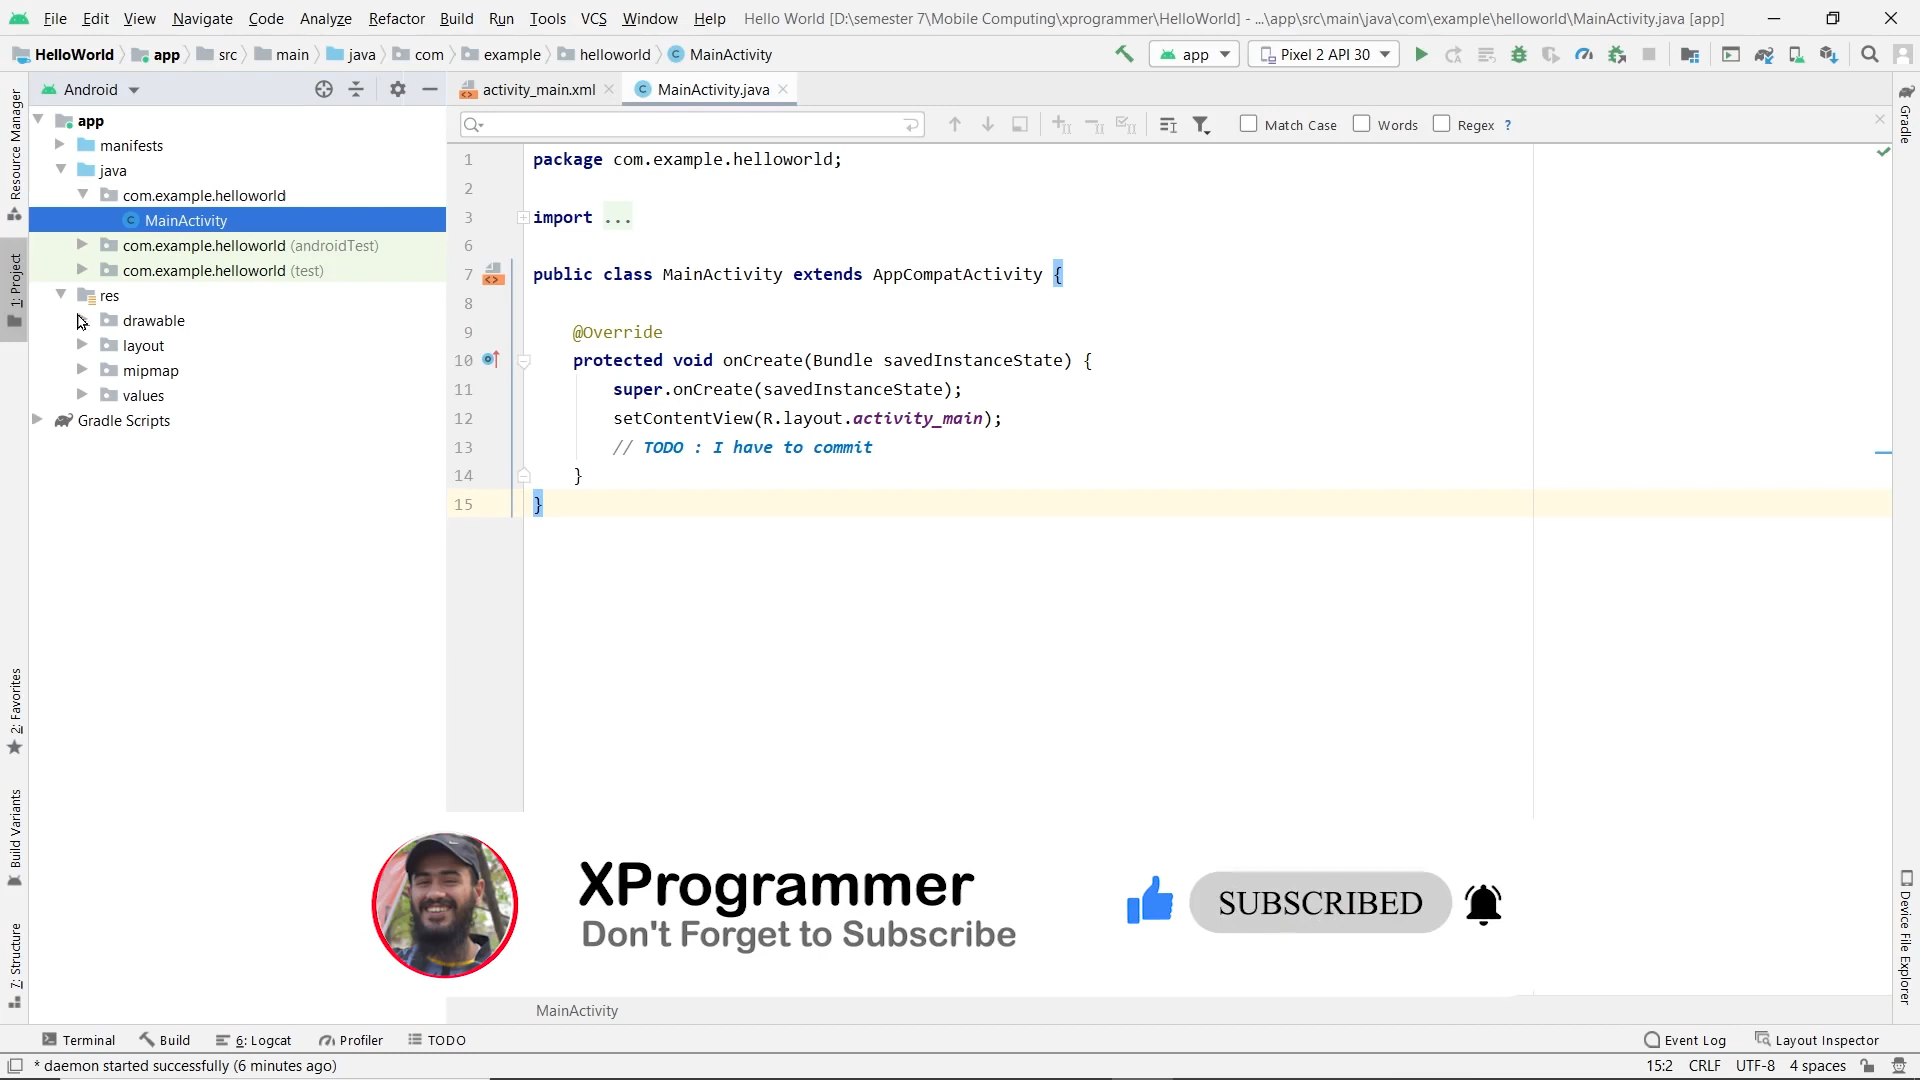 File Edit View Navigate Code Analyze Refactor Build Run Tools VCS Window Help Hello World [D:\semester 7\Mobile Computing\xprogrammer\HelloWorld] - ...\app\src\main\java\com\example\helloworld\MainActivity.java [app]
HelloWorld app src main java com example helloworld MainActivity app Pixel 2 API 30
Android activity_main.xml MainActivity.java
Match Case Words Regex ?
Resource Manager
1: Project
2: Favorites
Build Variants
7: Structure
app
manifests
java
com.example.helloworld
MainActivity
com.example.helloworld (androidTest)
com.example.helloworld (test)
res
drawable
layout
mipmap
values
Gradle Scripts
1 package com.example.helloworld;
2
3 import ...
6
7 public class MainActivity extends AppCompatActivity {
8
9 @Override
10 protected void onCreate(Bundle savedInstanceState) {
11 super.onCreate(savedInstanceState);
12 setContentView(R.layout.activity_main);
13 // TODO : I have to commit
14 }
15 }
Gradle
Device File Explorer
XProgrammer
Don't Forget to Subscribe
SUBSCRIBED
MainActivity
Terminal Build 6: Logcat Profiler TODO Event Log Layout Inspector
* daemon started successfully (6 minutes ago) 15:2 CRLF UTF-8 4 spaces